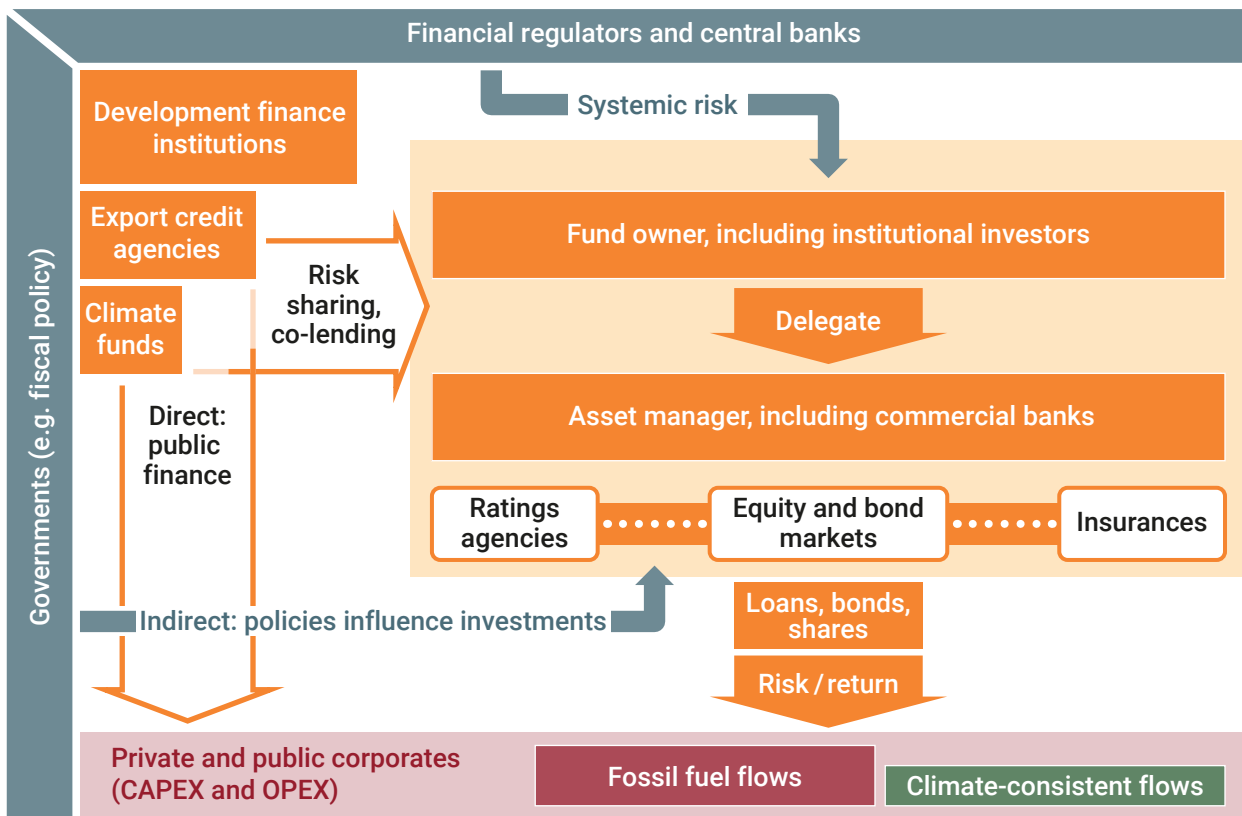 Financial regulators and central banks
Governments (e.g. fiscal policy)
Development finance
institutions
Systemic risk
Export credit
agencies
Climate
funds
Risk
sharing,
co-lending
Fund owner, including institutional investors
Delegate
Asset manager, including commercial banks
Direct:
public
finance
Ratings
agencies
Equity and bond
markets
Insurances
Indirect: policies influence investments
Loans, bonds,
shares
Risk / return
Private and public corporates
(CAPEX and OPEX)
Fossil fuel flows
Climate-consistent flows